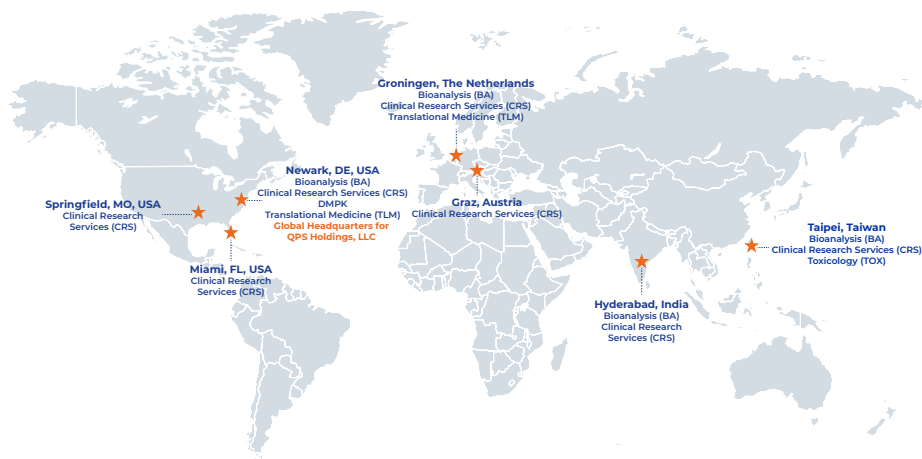 Groningen, The Netherlands
Bioanalysis (BA)
Clinical Research Services (CRS)
Translational Medicine (TLM)
Newark, DE, USA
Bioanalysis (BA)
Clinical Research Services (CRS)
DMPK
Translational Medicine (TLM)
Global Headquarters for
QPS Holdings, LLC
Springfield, MO, USA
Clinical Research
Services (CRS)
Graz, Austria
Clinical Research Services (CRS)
Taipei, Taiwan
Bioanalysis (BA)
Clinical Research Services (CRS)
Toxicology (TOX)
Miami, FL, USA
Clinical Research
Services (CRS)
Hyderabad, India
Bioanalysis (BA)
Clinical Research
Services (CRS)